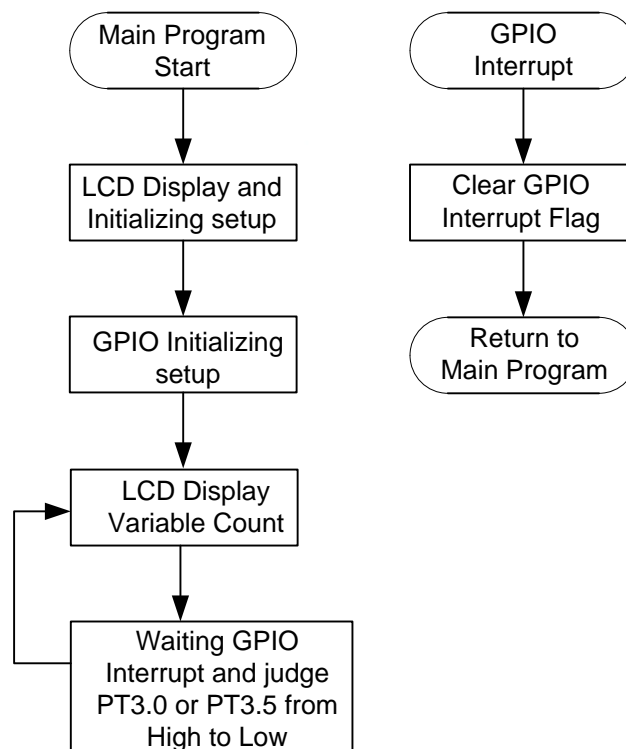 Main Program
Start
LCD Display and
Initializing setup
GPIO Initializing
setup
LCD Display
Variable Count
Waiting GPIO
Interrupt and judge
PT3.0 or PT3.5 from
High to Low
GPIO
Interrupt
Clear GPIO
Interrupt Flag
Return to
Main Program